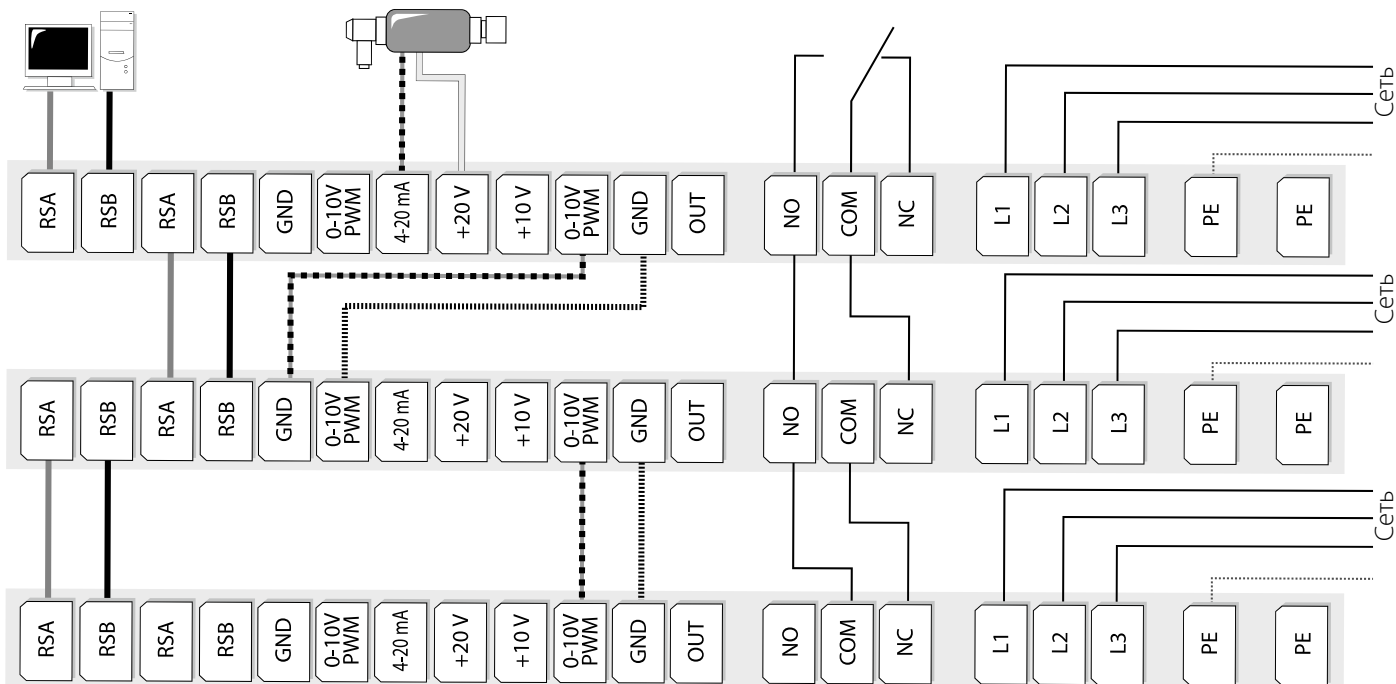 Сеть
RSA RSB RSA RSB GND 0-10V PWM 4-20 mA +20 V +10 V 0-10V PWM GND OUT NO COM NC L1 L2 L3 PE PE
Сеть
RSA RSB RSA RSB GND 0-10V PWM 4-20 mA +20 V +10 V 0-10V PWM GND OUT NO COM NC L1 L2 L3 PE PE
Сеть
RSA RSB RSA RSB GND 0-10V PWM 4-20 mA +20 V +10 V 0-10V PWM GND OUT NO COM NC L1 L2 L3 PE PE